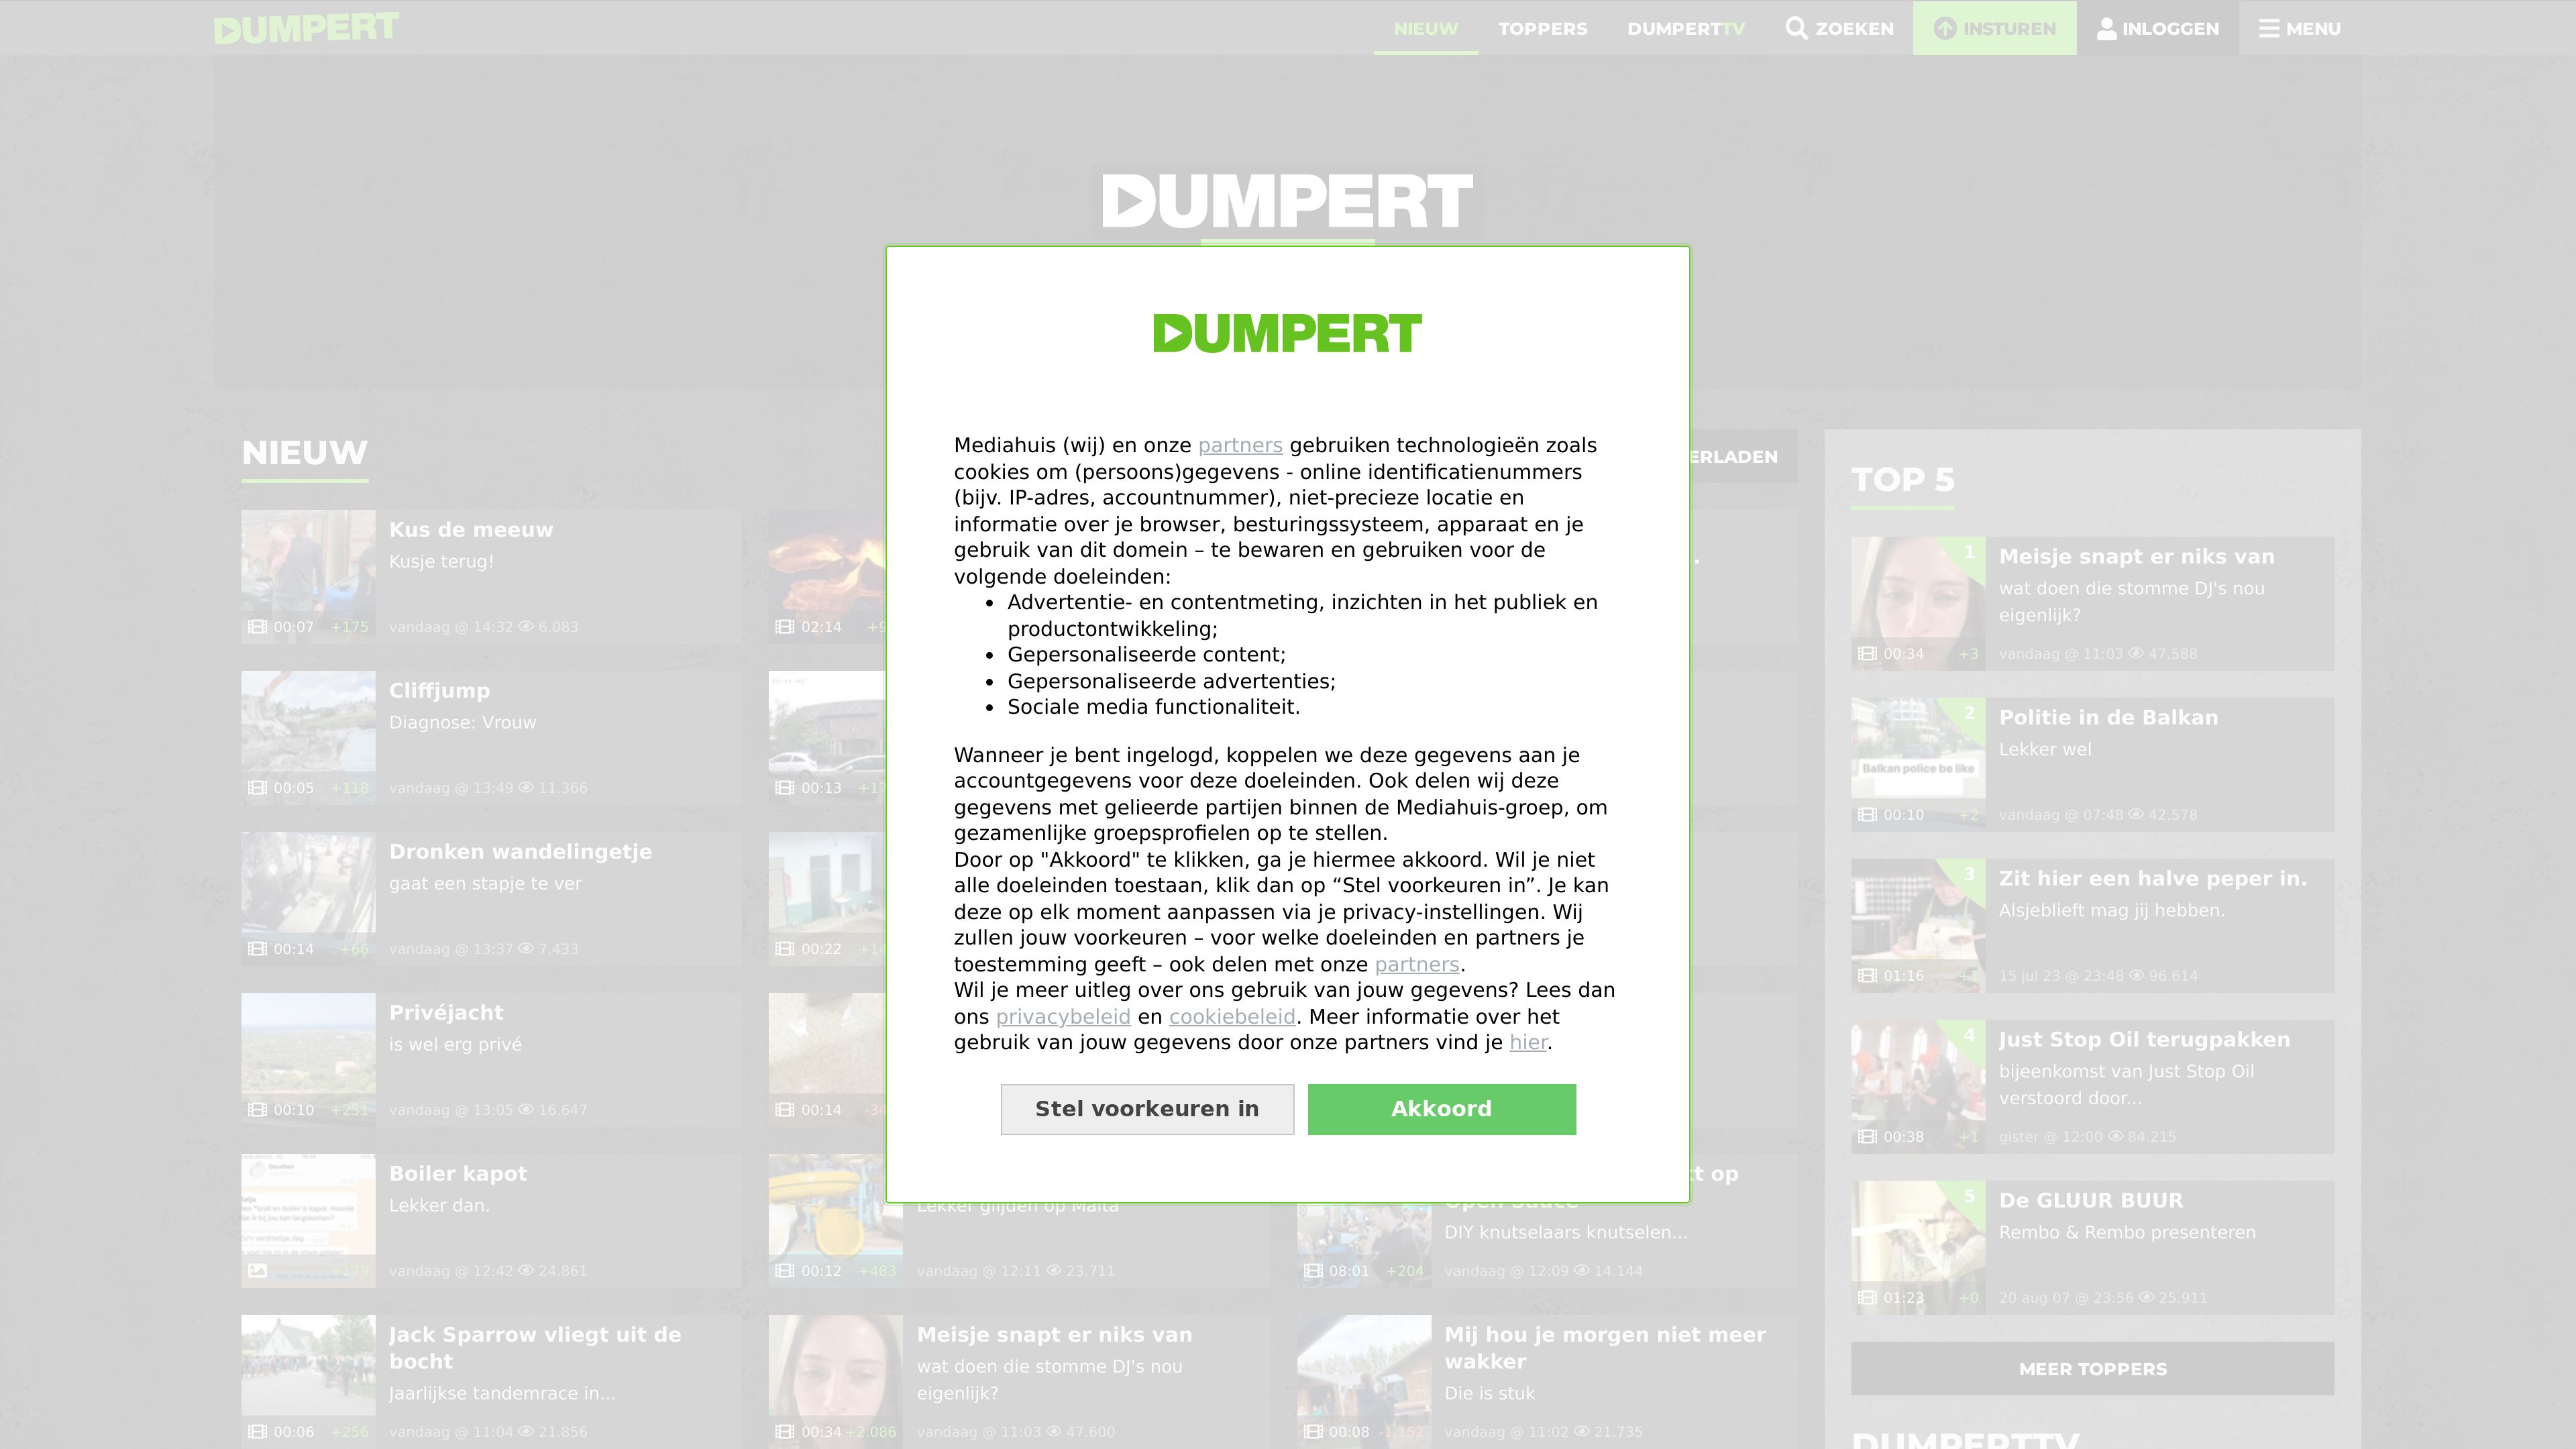 DUMPERT
NIEUW
TOPPERS
DUMPERTTV
ZOEKEN
INSTUREN
INLOGGEN
MENU
DUMPERT
DUMPERT
Mediahuis (wij) en onze partners gebruiken technologieën zoals
cookies om (persoons)gegevens - online identificatienummers
(bijv. IP-adres, accountnummer), niet-precieze locatie en
informatie over je browser, besturingssysteem, apparaat en je
gebruik van dit domein – te bewaren en gebruiken voor de
volgende doeleinden:
• Advertentie- en contentmeting, inzichten in het publiek en
productontwikkeling;
• Gepersonaliseerde content;
• Gepersonaliseerde advertenties;
• Sociale media functionaliteit.
Wanneer je bent ingelogd, koppelen we deze gegevens aan je
accountgegevens voor deze doeleinden. Ook delen wij deze
gegevens met gelieerde partijen binnen de Mediahuis-groep, om
gezamenlijke groepsprofielen op te stellen.
Door op "Akkoord" te klikken, ga je hiermee akkoord. Wil je niet
alle doeleinden toestaan, klik dan op “Stel voorkeuren in”. Je kan
deze op elk moment aanpassen via je privacy-instellingen. Wij
zullen jouw voorkeuren – voor welke doeleinden en partners je
toestemming geeft – ook delen met onze partners.
Wil je meer uitleg over ons gebruik van jouw gegevens? Lees dan
ons privacybeleid en cookiebeleid. Meer informatie over het
gebruik van jouw gegevens door onze partners vind je hier.
Stel voorkeuren in
Akkoord
NIEUW
ERLADEN
Kus de meeuw
Kusje terug!
00:07 +175
vandaag @ 14:32 6.083
02:14 +9
Cliffjump
Diagnose: Vrouw
00:05 +118
vandaag @ 13:49 11.366
00:13 +17
Dronken wandelingetje
gaat een stapje te ver
00:14 +66
vandaag @ 13:37 7.433
00:22 +14
Privéjacht
is wel erg privé
00:10 +251
vandaag @ 13:05 16.647
00:14 -34
Boiler kapot
Lekker dan.
+179
vandaag @ 12:42 24.861
Lekker glijden op Malta
00:12 +483
vandaag @ 12:11 23.711
t op
Open Sauce
DIY knutselaars knutselen...
08:01 +204
vandaag @ 12:09 14.144
Jack Sparrow vliegt uit de
bocht
Jaarlijkse tandemrace in...
00:06 +256
vandaag @ 11:04 21.856
Meisje snapt er niks van
wat doen die stomme DJ's nou
eigenlijk?
00:34 +2.086
vandaag @ 11:03 47.600
Mij hou je morgen niet meer
wakker
Die is stuk
00:08 -1.152
vandaag @ 11:02 21.735
TOP 5
1
Meisje snapt er niks van
wat doen die stomme DJ's nou
eigenlijk?
00:34 +3
vandaag @ 11:03 47.588
2
Politie in de Balkan
Lekker wel
Balkan police be like
00:10 +2
vandaag @ 07:48 42.578
3
Zit hier een halve peper in.
Alsjeblieft mag jij hebben.
01:16
15 jul 23 @ 23:48 96.614
4
Just Stop Oil terugpakken
bijeenkomst van Just Stop Oil
verstoord door...
00:38 +1
gister @ 12:00 84.215
5
De GLUUR BUUR
Rembo & Rembo presenteren
01:23 +0
20 aug 07 @ 23:56 25.911
MEER TOPPERS
DUMPERTTV